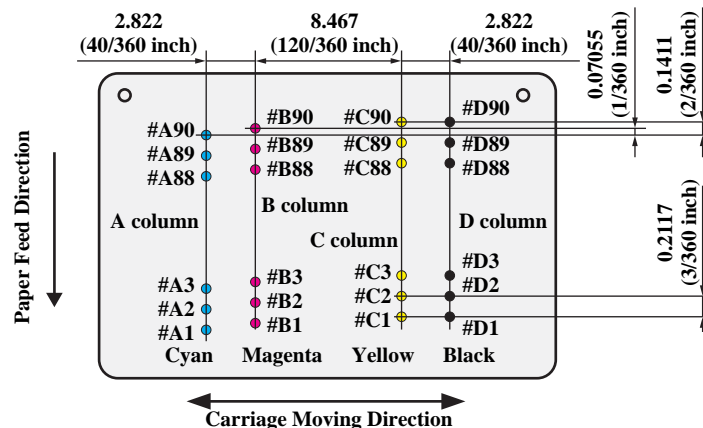 2.822
(40/360 inch)
8.467
(120/360 inch)
2.822
(40/360 inch)
0.07055
(1/360 inch)
0.1411
(2/360 inch)
#A90
#A89
#A88
#B90
#B89
#B88
#C90
#C89
#C88
#D90
#D89
#D88
A column
B column
C column
D column
0.2117
(3/360 inch)
Paper Feed Direction
#A3
#A2
#A1
#B3
#B2
#B1
#C3
#C2
#C1
#D3
#D2
#D1
Cyan
Magenta
Yellow
Black
Carriage Moving Direction